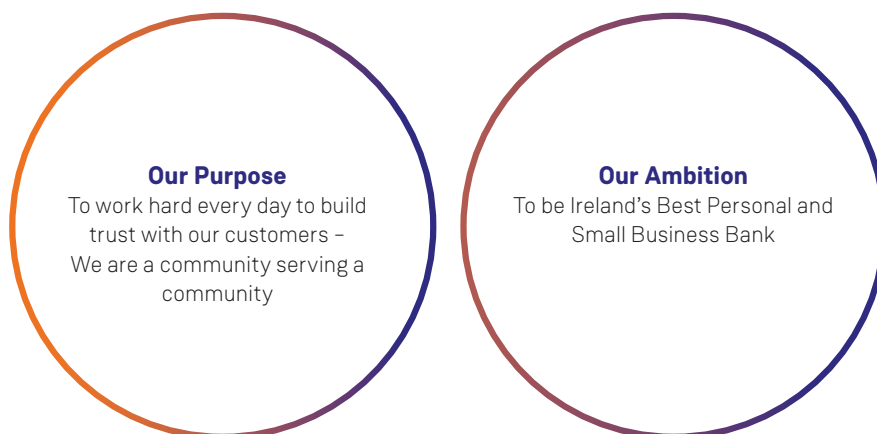 Our Purpose
To work hard every day to build
trust with our customers –
We are a community serving a
community
Our Ambition
To be Ireland’s Best Personal and
Small Business Bank